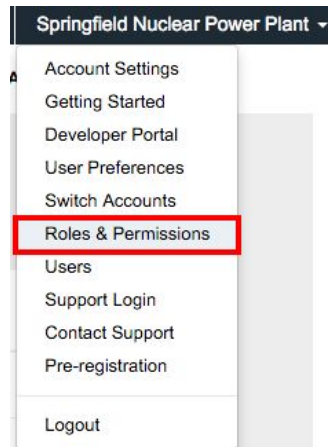 Springfield Nuclear Power Plant
Account Settings
Getting Started
Developer Portal
User Preferences
Switch Accounts
Roles & Permissions
Users
Support Login
Contact Support
Pre-registration
Logout